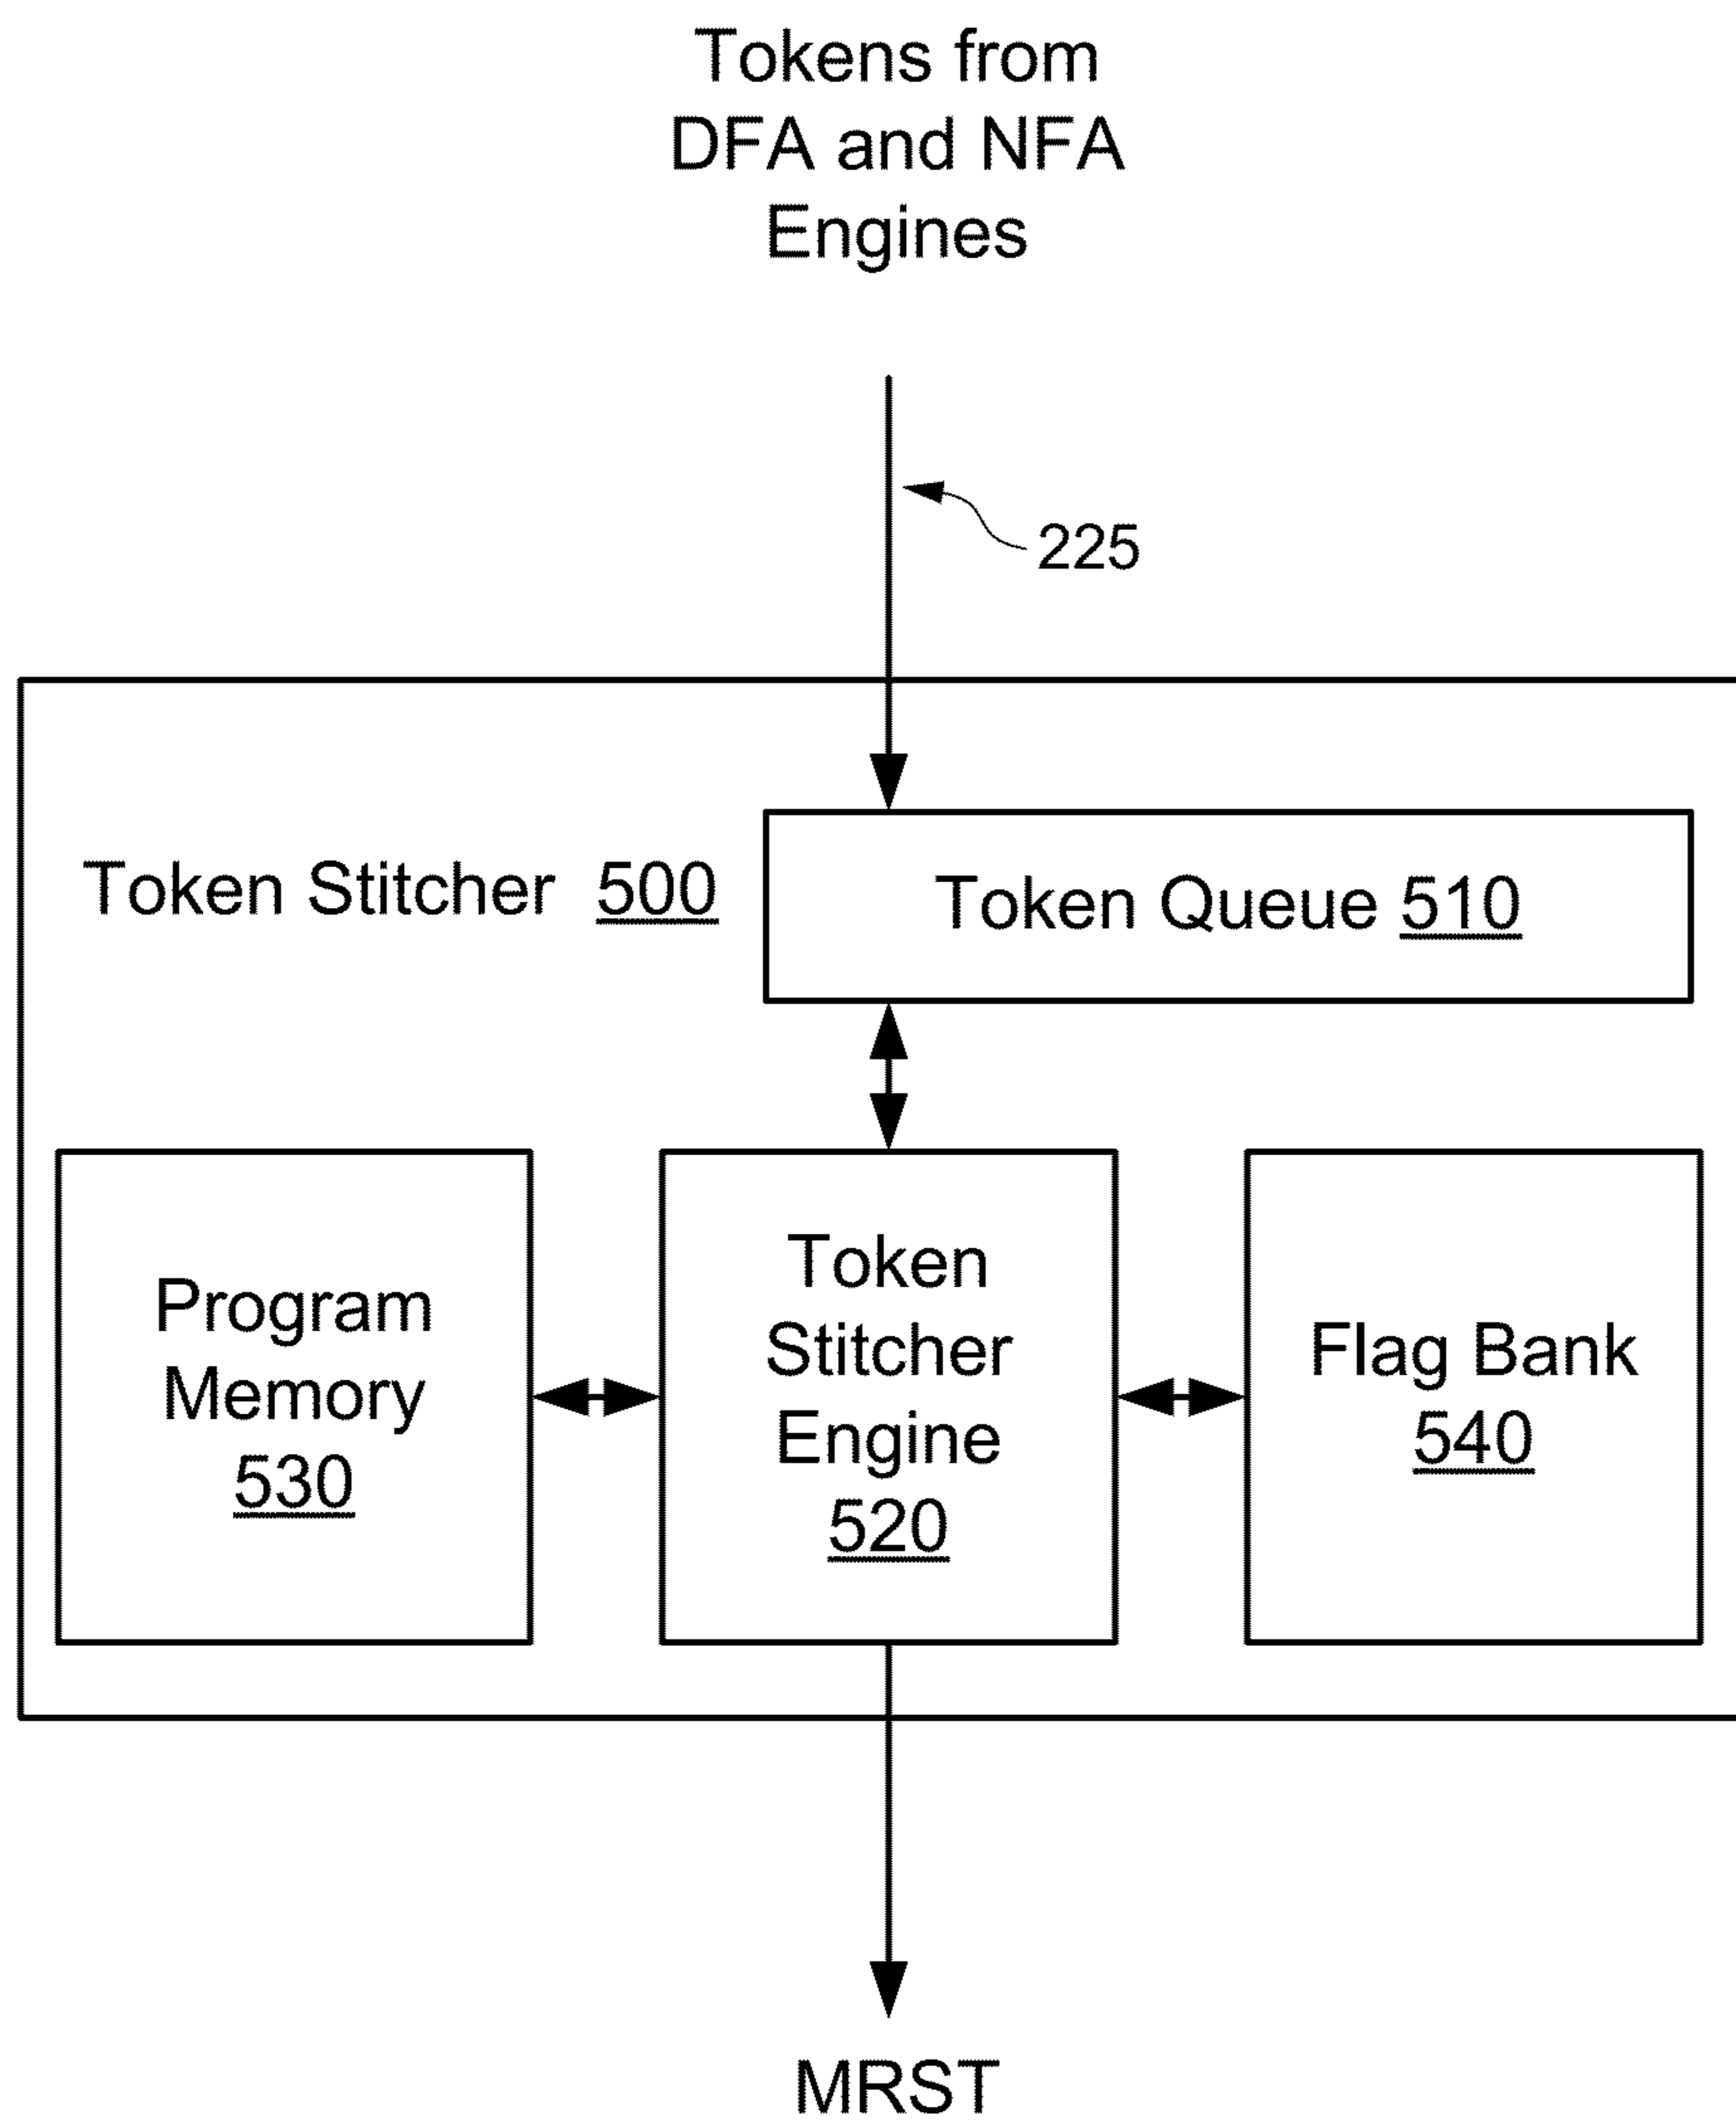 Tokens from
DFA and NFA
Engines
225
Token Stitcher 500
Token Queue 510
Program
Memory
530
Token
Stitcher
Engine
520
Flag Bank
540
MRST